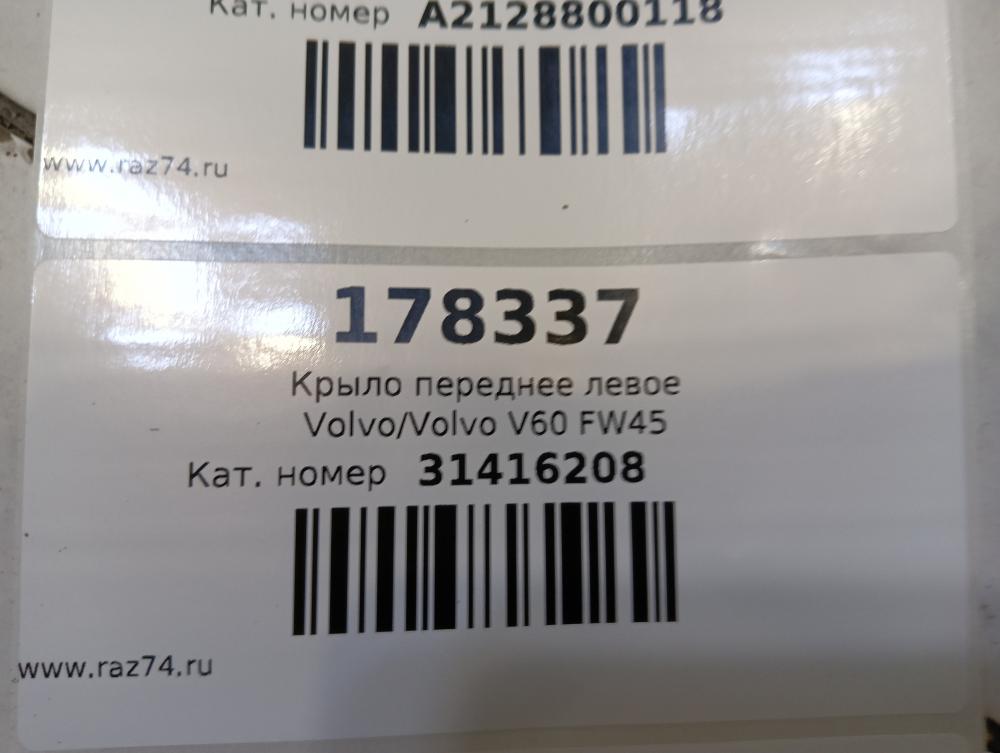 Кат. номер A2128800118
www.raz74.ru
178337
Крыло переднее левое
Volvo/Volvo V60 FW45
Кат. номер 31416208
www.raz74.ru